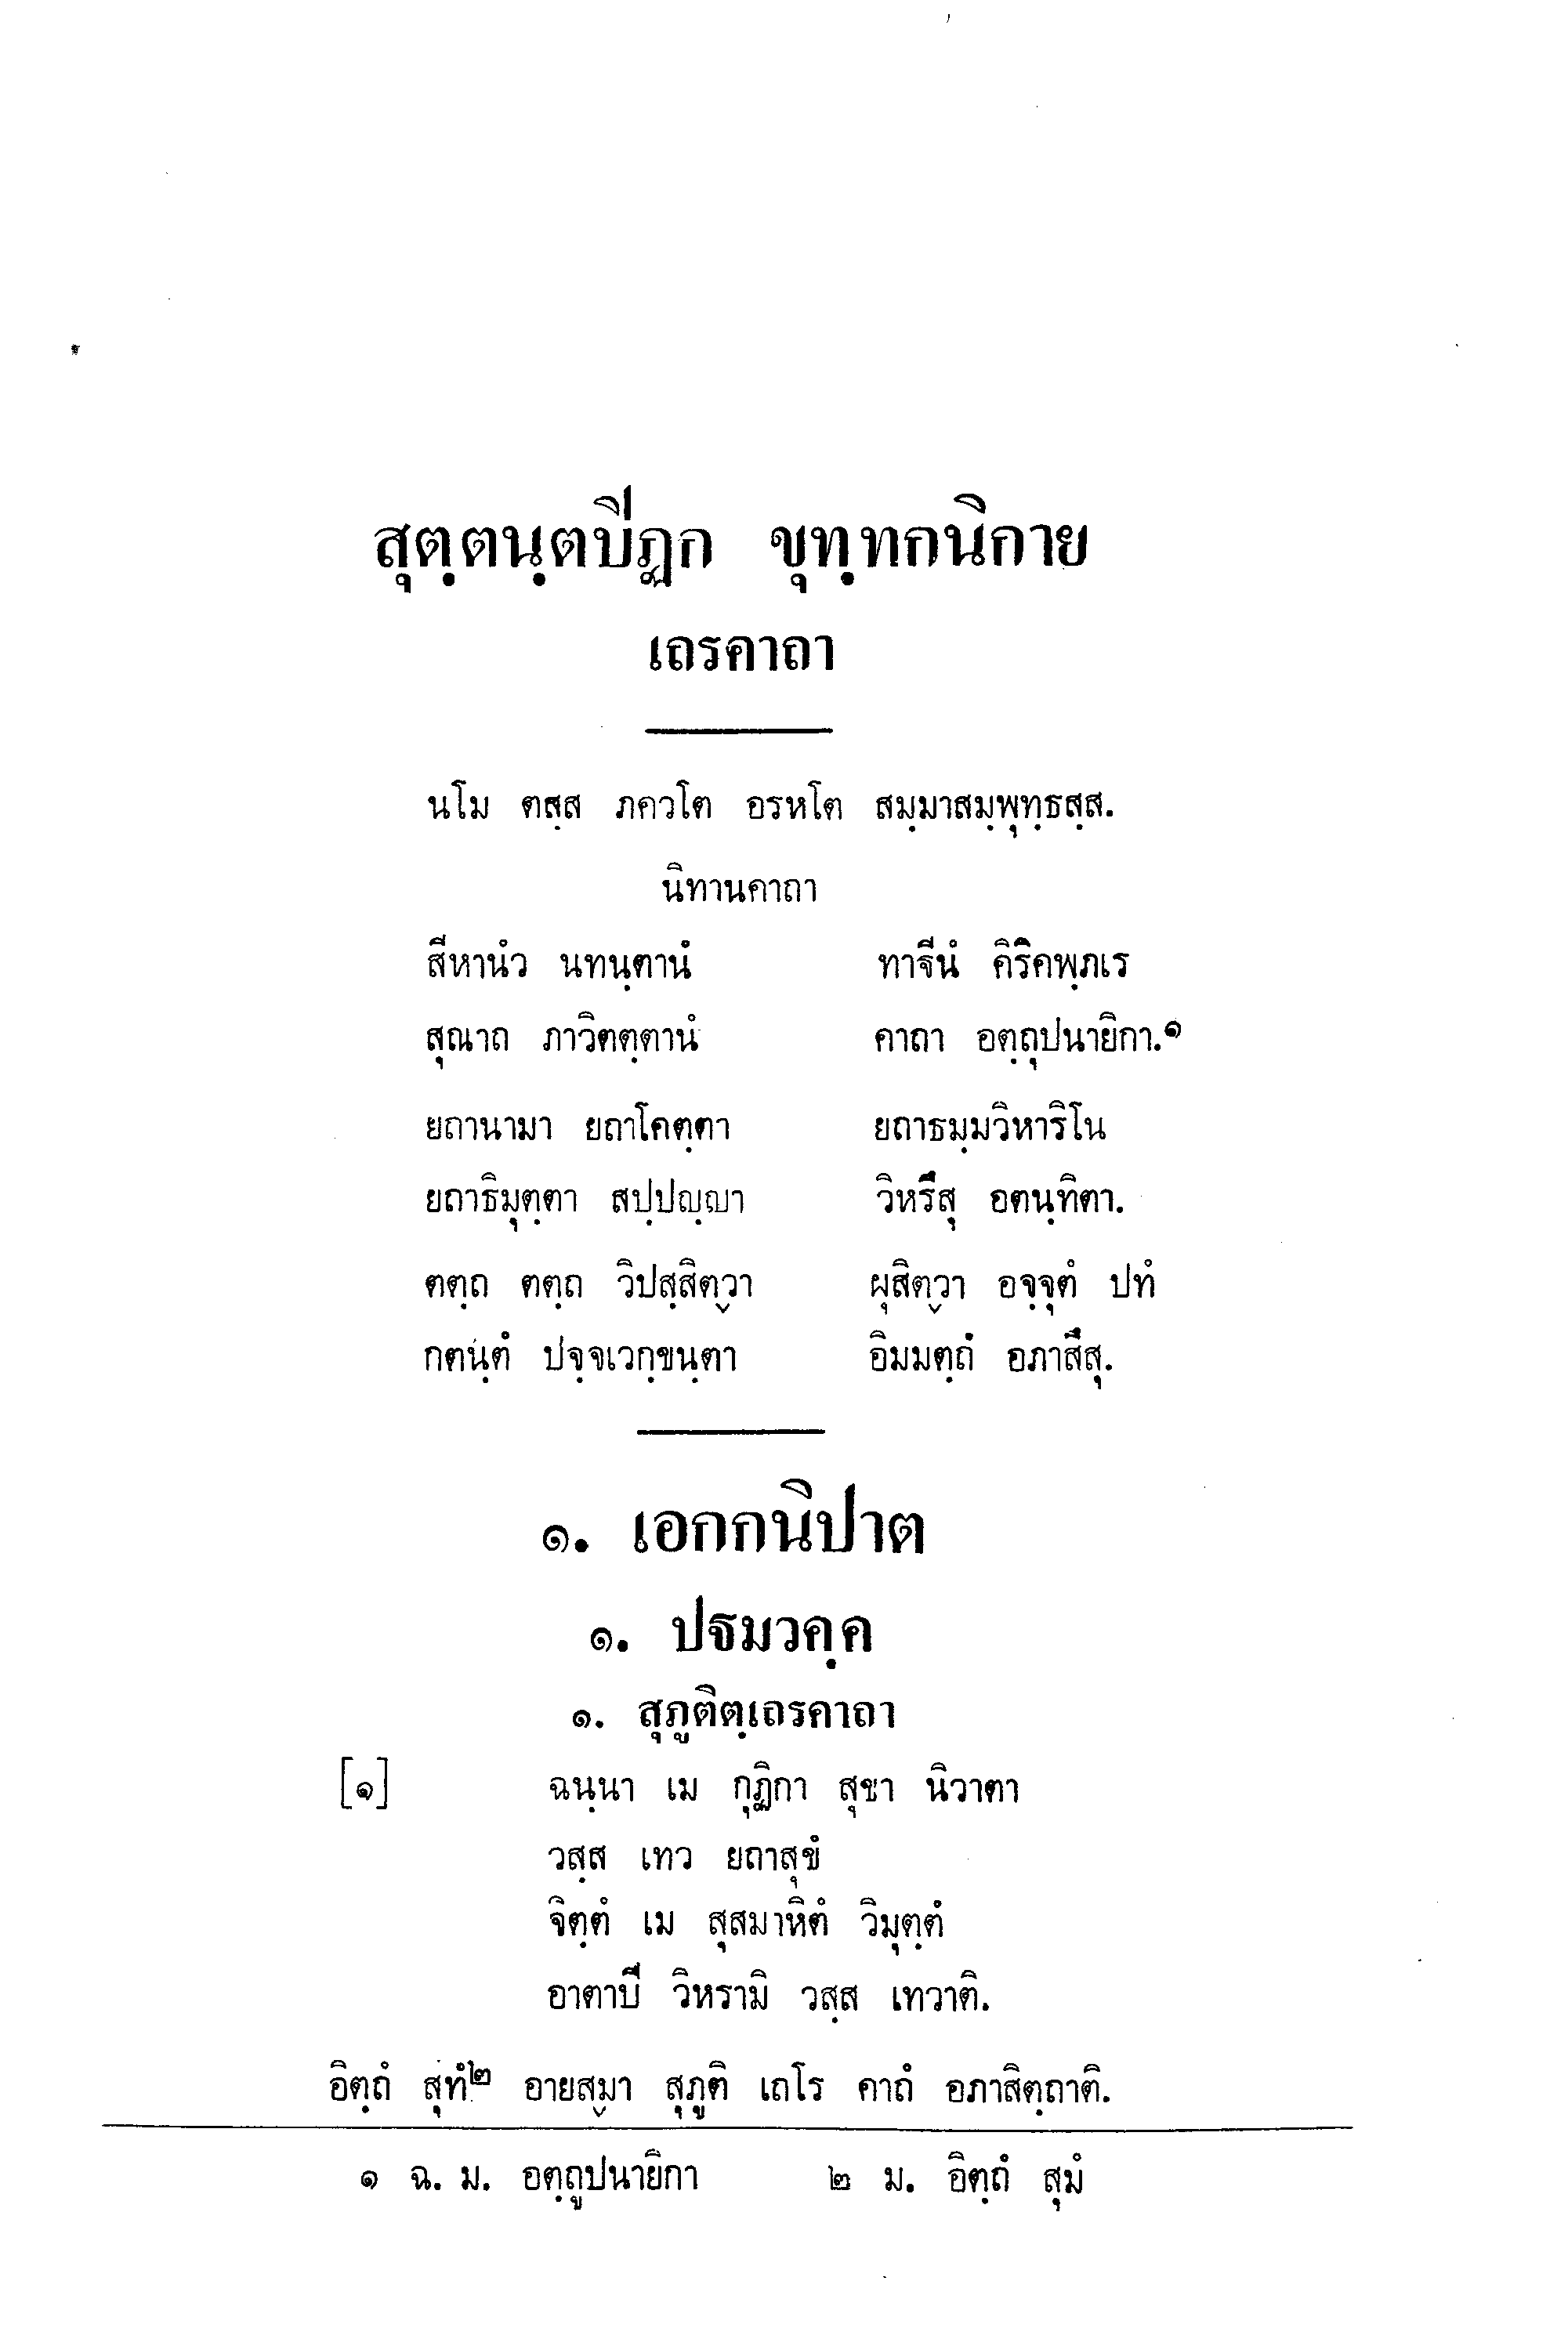 สุตฺตนฺตปิฏก ขุทฺทกนิกาย
เถรคาถา
นโม ตสฺส ภควโต อรหโต สมฺมาสมฺพุทฺธสฺส.
นิทานคาถา
สีหานํว นทนฺตานํ ทาฐีนํ คิริคพฺภเร
สุณาถ ภาวิตตฺตานํ คาถา อตฺถุปนายิกา.๑
ยถานามา ยถาโคตฺตา ยถาธมฺมวิหาริโน
ยถาธิมุตฺตา สปฺปญฺญา วิหรึสุ อตนฺทิตา.
ตตฺถ ตตฺถ วิปสฺสิตฺวา ผุสิตฺวา อจฺจุตํ ปทํ
กตนฺตํ ปจฺจเวกฺขนฺตา อิมมตฺถํ อภาสึสุ.
๑. เอกกนิปาต
๑. ปฐมวคฺค
๑. สุภูติตฺเถรคาถา
[๑] ฉนฺนา เม กุฏิกา สุขา นิวาตา
วสฺส เทว ยถาสุขํ
จิตฺตํ เม สุสมาหิตํ วิมุตฺตํ
อาตาปี วิหรามิ วสฺส เทวาติ.
อิตฺถํ สุทํ๒ อายสฺมา สุภูติ เถโร คาถํ อภาสิตฺถาติ.
๑ ฉ. ม. อตฺถูปนายิกา ๒ ม. อิตฺถํ สุมํ